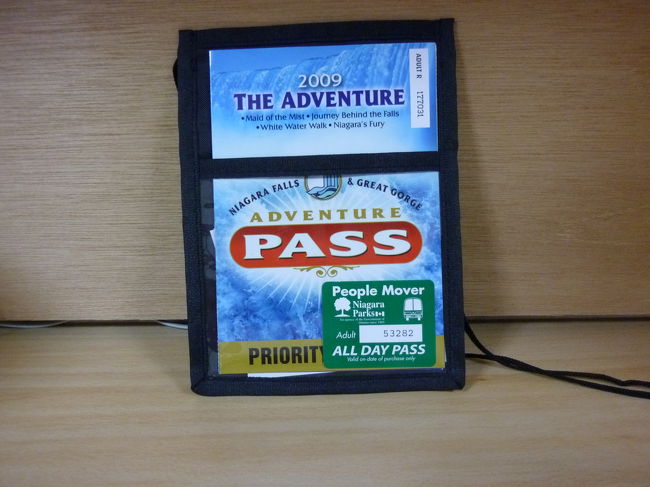 2009
THE ADVENTURE
•Maid of the Mist •Journey Behind the Falls
•White Water Walk •Niagara's Fury
ADULT R 177031
NIAGARA FALLS & GREAT GORGE
ADVENTURE
PASS
People Mover
Niagara
Parks
Adult 53282
ALL DAY PASS
Valid on date of purchase only
PRIORITY